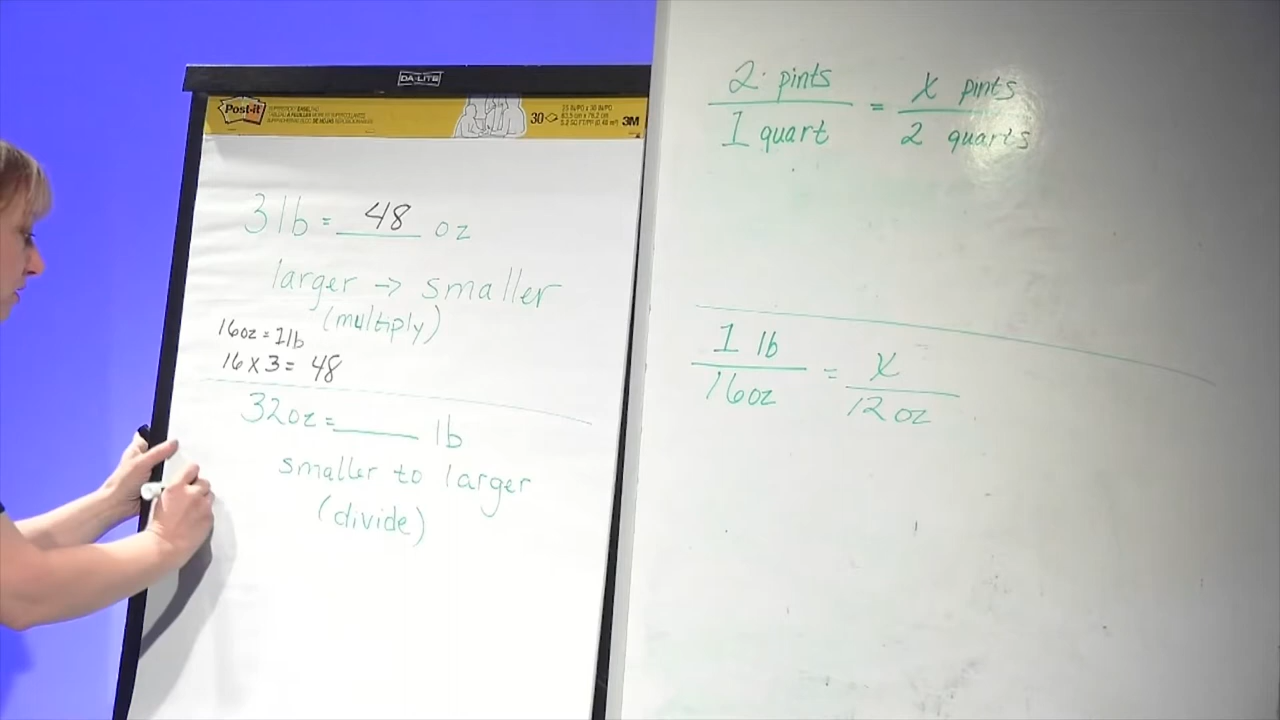 DA-LITE
Post-it
30
3M
3 lb = 48 oz
larger → smaller
(multiply)
16oz = 1lb
16 x 3 = 48
32oz = ____ lb
smaller to larger
(divide)
2 pints = x pints
1 quart 2 quarts
1 lb = x
16oz 12 oz